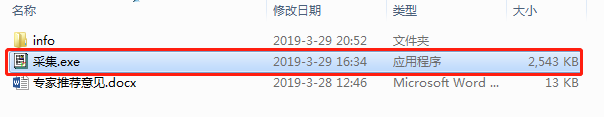 名称 修改日期 类型 大小
info 2019-3-29 20:52 文件夹
采集.exe 2019-3-29 16:34 应用程序 2,543 KB
专家推荐意见.docx 2019-3-28 12:46 Microsoft Word ... 13 KB